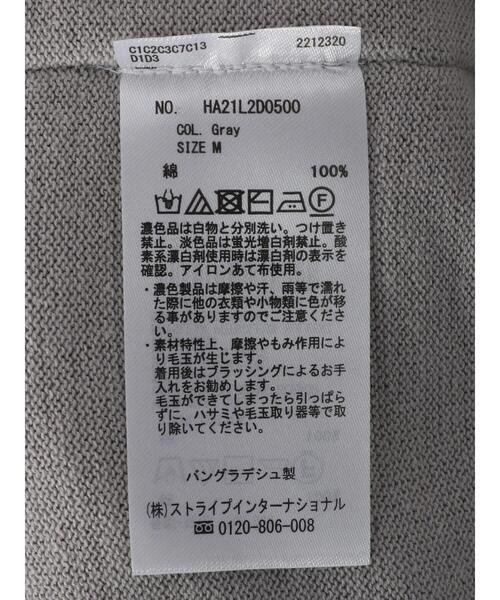 C1C2C3C7C13 2212320
D1D3
NO. HA21L2D0500
COL. Gray
SIZE M
綿 100%
濃色品は白物と分別洗い。つけ置き
禁止。淡色品は蛍光増白剤禁止。酸
素系漂白剤使用時は漂白剤の表示を
確認。アイロンあて布使用。
・濃色製品は摩擦や汗、雨等で濡れ
た際に他の衣類や小物類に色が移
る事がありますのでご注意くださ
い。
・素材特性上、摩擦やもみ作用によ
り毛玉が生じます。
着用後はブラッシングによるお手
入れをお勧めします。
毛玉ができてしまったら引っぱら
ずに、ハサミや毛玉取り器等で取
り除いてください。
バングラデシュ製
(株)ストライプインターナショナル
0120-806-008